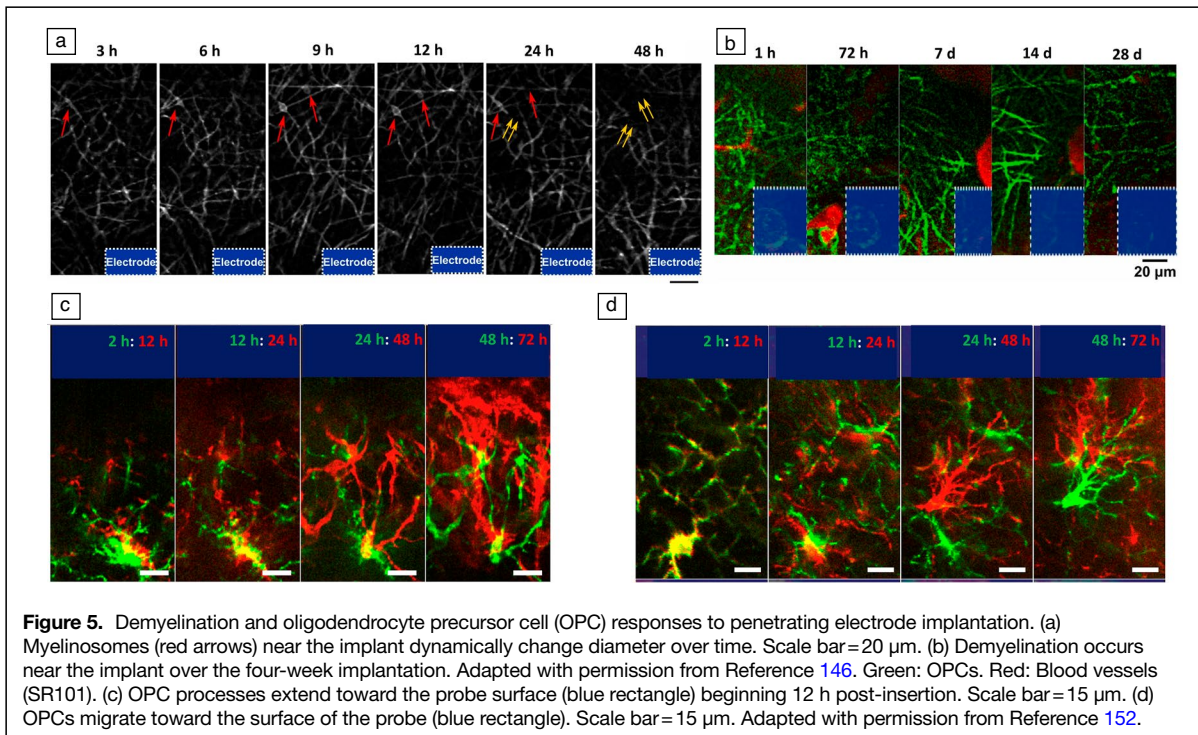 a
3 h 6 h 9 h 12 h 24 h 48 h
Electrode Electrode Electrode Electrode Electrode Electrode
b
1 h 72 h 7 d 14 d 28 d
20 µm
c
2 h: 12 h 12 h: 24 h 24 h: 48 h 48 h: 72 h
d
2 h: 12 h 12 h: 24 h 24 h: 48 h 48 h: 72 h
Figure 5. Demyelination and oligodendrocyte precursor cell (OPC) responses to penetrating electrode implantation. (a)
Myelinosomes (red arrows) near the implant dynamically change diameter over time. Scale bar = 20 µm. (b) Demyelination occurs
near the implant over the four-week implantation. Adapted with permission from Reference 146. Green: OPCs. Red: Blood vessels
(SR101). (c) OPC processes extend toward the probe surface (blue rectangle) beginning 12 h post-insertion. Scale bar = 15 µm. (d)
OPCs migrate toward the surface of the probe (blue rectangle). Scale bar = 15 µm. Adapted with permission from Reference 152.